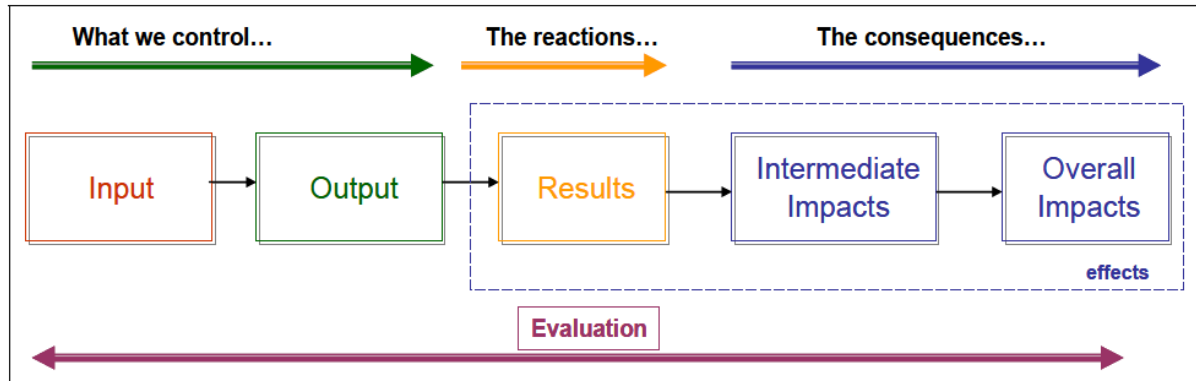 What we control…
The reactions…
The consequences…
Input
Output
Results
Intermediate
Impacts
Overall
Impacts
effects
Evaluation